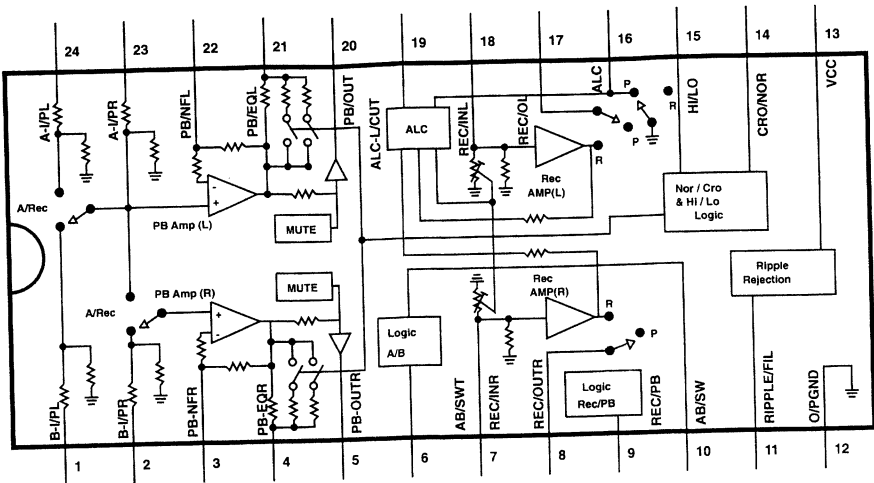 24 23 22 21 20 19 18 17 16 15 14 13
A-I/PL
A-I/PR
PB/NFL
PB/EQL
PB/OUT
ALC-L/CUT
REC/INL
REC/OL
ALC
HI/LO
CRO/NOR
VCC
P
R
P
R
ALC
A/Rec
PB Amp (L)
-
+
MUTE
Rec
AMP(L)
Nor / Cro
& Hi / Lo
Logic
Ripple
Rejection
A/Rec
PB Amp (R)
+
-
MUTE
Rec
AMP(R)
R
P
Logic
A/B
Logic
Rec/PB
B-I/PL
B-I/PR
PB-NFR
PB-EQR
PB-OUTR
AB/SWT
REC/INR
REC/OUTR
REC/PB
AB/SW
RIPPLE/FIL
O/PGND
1 2 3 4 5 6 7 8 9 10 11 12